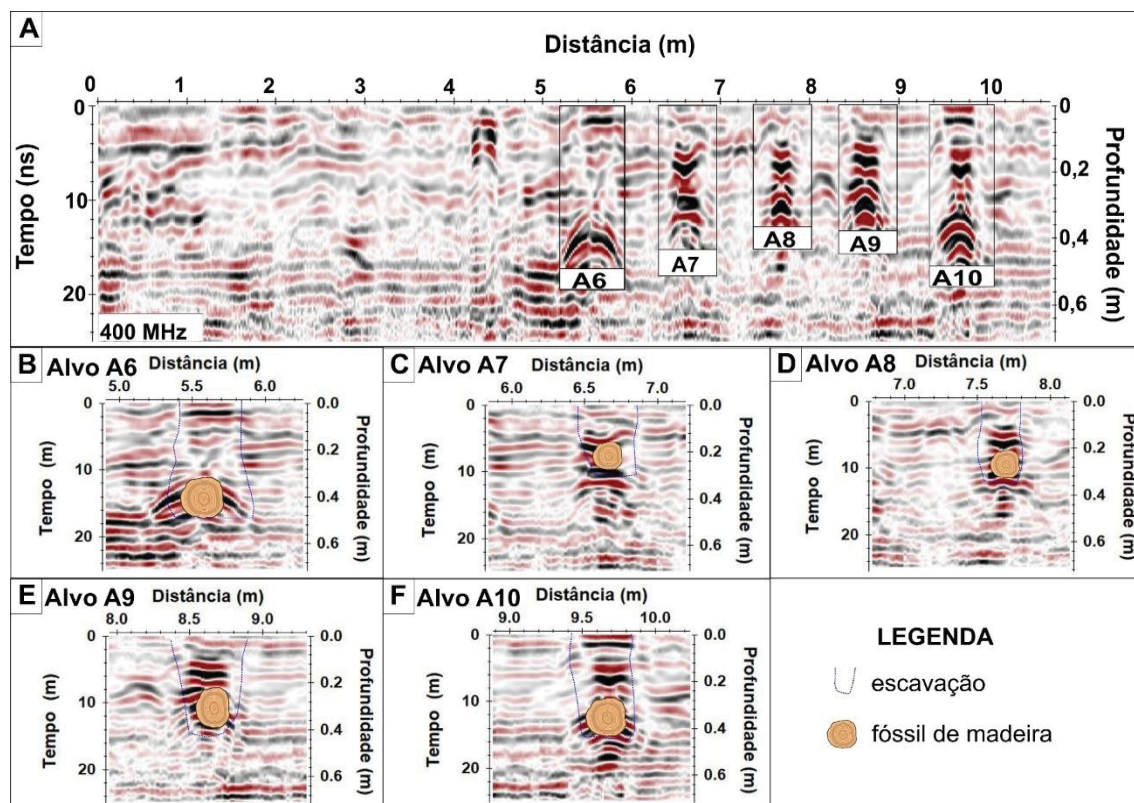 A
Distância (m)
0 1 2 3 4 5 6 7 8 9 10
Tempo (ns)
0
10
20
Profundidade (m)
0
0,2
0,4
0,6
A6
A7
A8
A9
A10
400 MHz
B Alvo A6 Distância (m)
5.0 5.5 6.0
Tempo (m)
0
10
20
Profundidade (m)
0.0
0.2
0.4
0.6
C Alvo A7 Distância (m)
6.0 6.5 7.0
Tempo (m)
0
10
20
Profundidade (m)
0.0
0.2
0.4
0.6
D Alvo A8 Distância (m)
7.0 7.5 8.0
Tempo (m)
0
10
20
Profundidade (m)
0.0
0.2
0.4
0.6
E Alvo A9 Distância (m)
8.0 8.5 9.0
Tempo (m)
0
10
20
Profundidade (m)
0.0
0.2
0.4
0.6
F Alvo A10 Distância (m)
9.0 9.5 10.0
Tempo (m)
0
10
20
Profundidade (m)
0.0
0.2
0.4
0.6
LEGENDA
escavação
fóssil de madeira